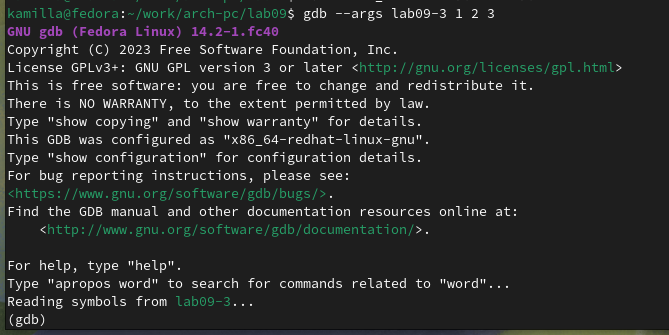 kamilla@fedora:~/work/arch-pc/lab09$ gdb --args lab09-3 1 2 3
GNU gdb (Fedora Linux) 14.2-1.fc40
Copyright (C) 2023 Free Software Foundation, Inc.
License GPLv3+: GNU GPL version 3 or later <http://gnu.org/licenses/gpl.html>
This is free software: you are free to change and redistribute it.
There is NO WARRANTY, to the extent permitted by law.
Type "show copying" and "show warranty" for details.
This GDB was configured as "x86_64-redhat-linux-gnu".
Type "show configuration" for configuration details.
For bug reporting instructions, please see:
<https://www.gnu.org/software/gdb/bugs/>.
Find the GDB manual and other documentation resources online at:
    <http://www.gnu.org/software/gdb/documentation/>.

For help, type "help".
Type "apropos word" to search for commands related to "word"...
Reading symbols from lab09-3...
(gdb)